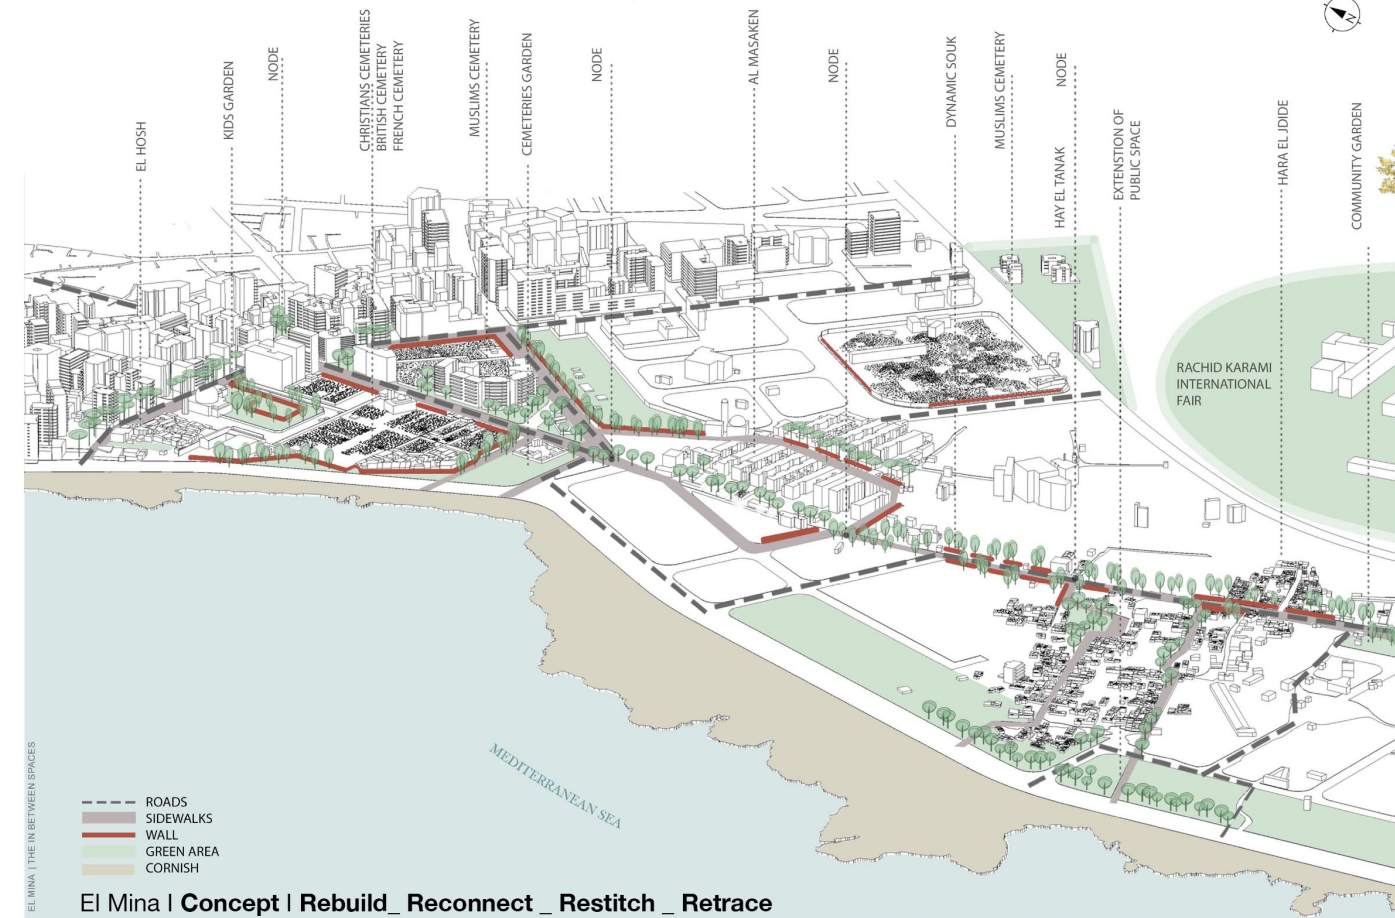 N
EL HOSH
KIDS GARDEN
NODE
CHRISTIANS CEMETERIES
BRITISH CEMETERY
FRENCH CEMETERY
MUSLIMS CEMETERY
CEMETERIES GARDEN
NODE
AL MASAKEN
NODE
DYNAMIC SOUK
MUSLIMS CEMETERY
HAY EL TANAK
NODE
EXTENSTION OF
PUBLIC SPACE
HARA EL JDIDE
COMMUNITY GARDEN
RACHID KARAMI
INTERNATIONAL
FAIR
MEDITERRANEAN SEA
EL MINA | THE IN BETWEEN SPACES
ROADS
SIDEWALKS
WALL
GREEN AREA
CORNISH
El Mina I Concept I Rebuild_ Reconnect _ Restitch _ Retrace